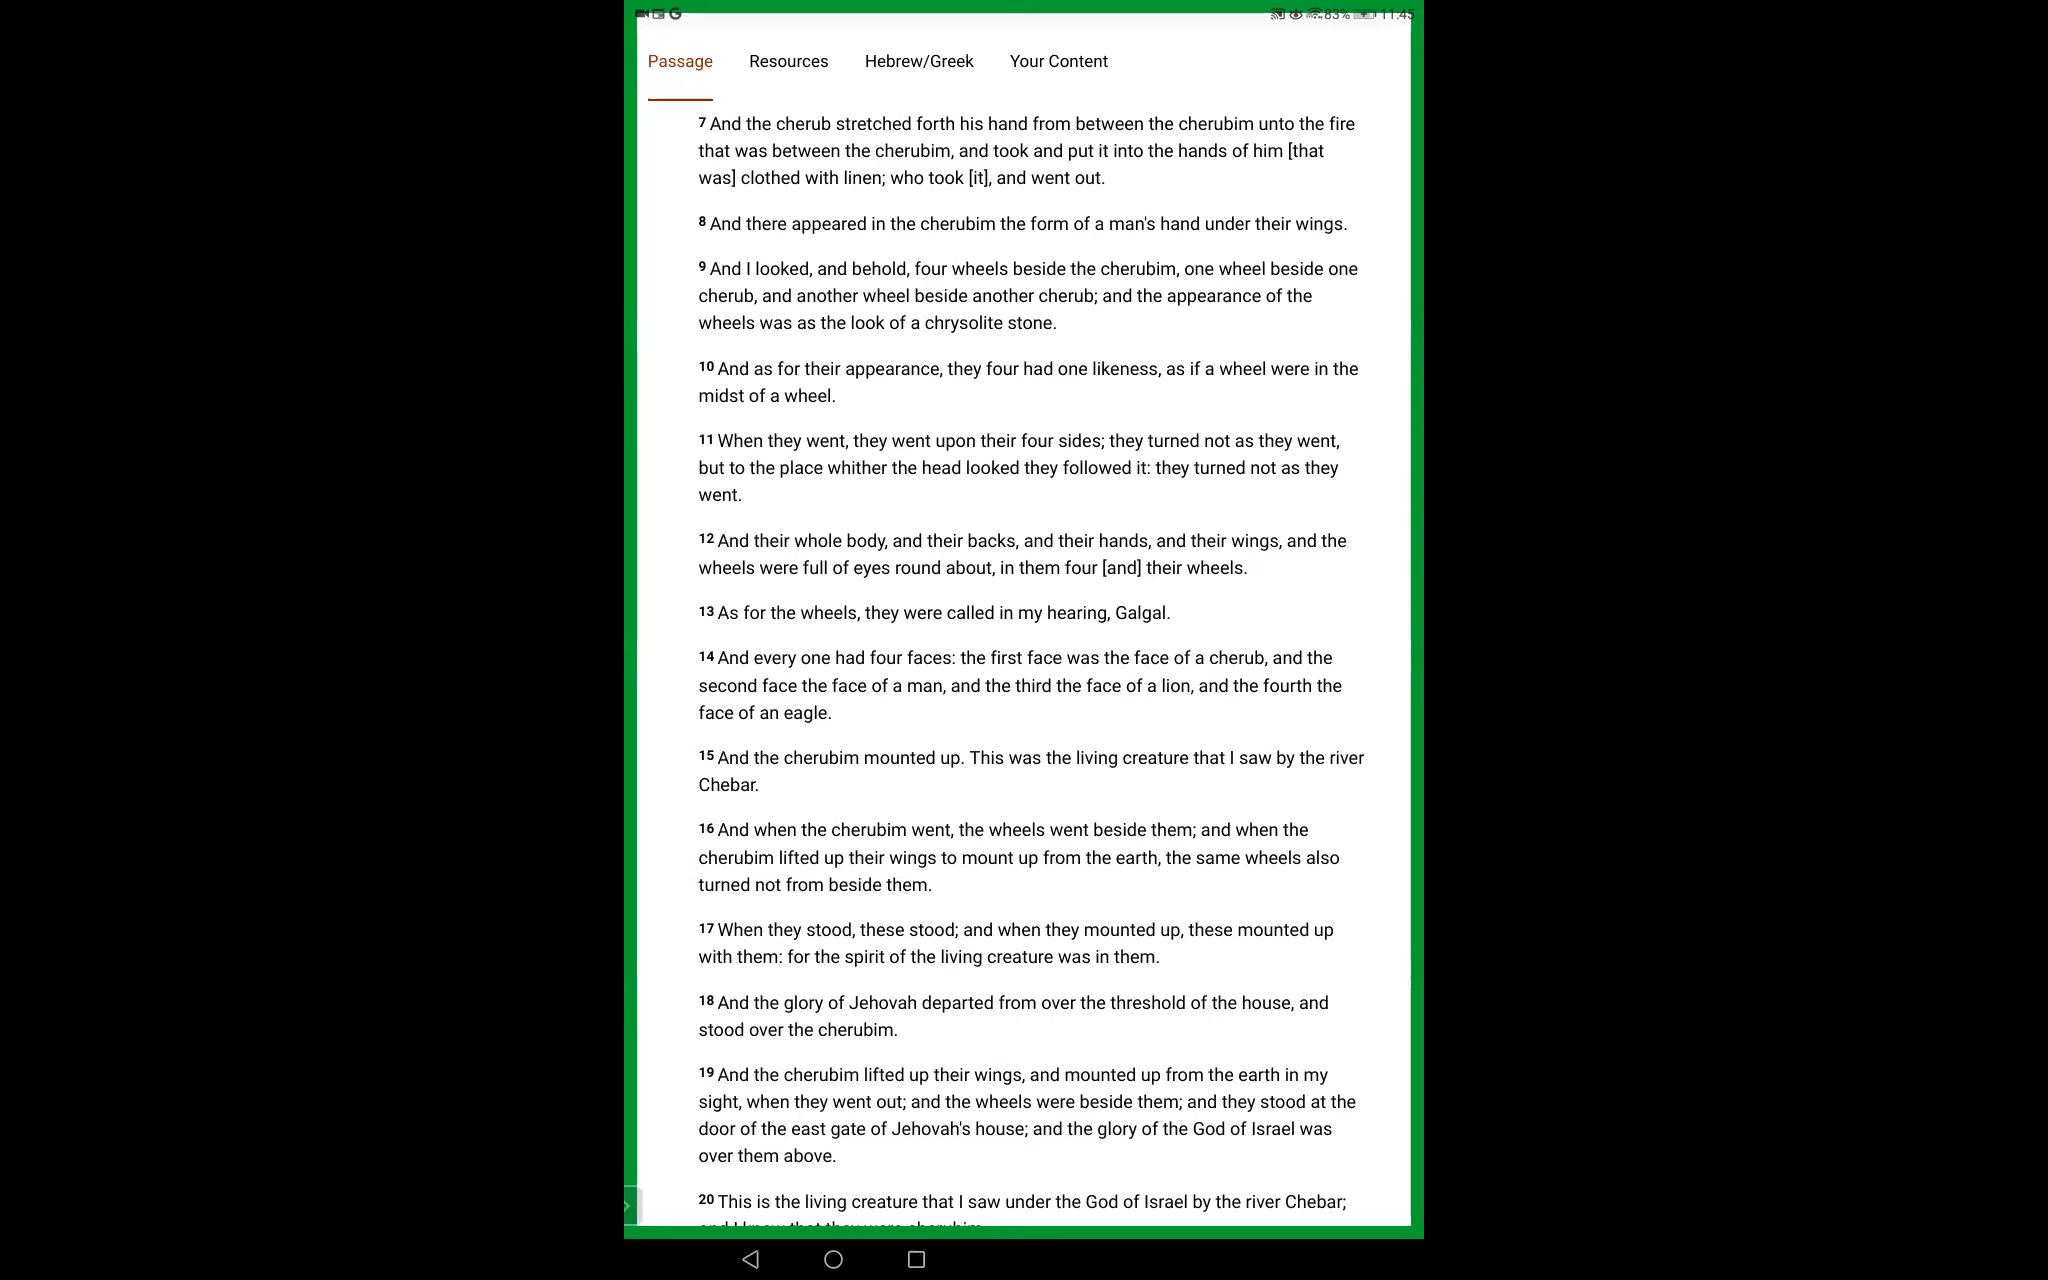 G 83% 11:45
Passage Resources Hebrew/Greek Your Content
7 And the cherub stretched forth his hand from between the cherubim unto the fire
that was between the cherubim, and took and put it into the hands of him [that
was] clothed with linen; who took [it], and went out.
8 And there appeared in the cherubim the form of a man's hand under their wings.
9 And I looked, and behold, four wheels beside the cherubim, one wheel beside one
cherub, and another wheel beside another cherub; and the appearance of the
wheels was as the look of a chrysolite stone.
10 And as for their appearance, they four had one likeness, as if a wheel were in the
midst of a wheel.
11 When they went, they went upon their four sides; they turned not as they went,
but to the place whither the head looked they followed it: they turned not as they
went.
12 And their whole body, and their backs, and their hands, and their wings, and the
wheels were full of eyes round about, in them four [and] their wheels.
13 As for the wheels, they were called in my hearing, Galgal.
14 And every one had four faces: the first face was the face of a cherub, and the
second face the face of a man, and the third the face of a lion, and the fourth the
face of an eagle.
15 And the cherubim mounted up. This was the living creature that I saw by the river
Chebar.
16 And when the cherubim went, the wheels went beside them; and when the
cherubim lifted up their wings to mount up from the earth, the same wheels also
turned not from beside them.
17 When they stood, these stood; and when they mounted up, these mounted up
with them: for the spirit of the living creature was in them.
18 And the glory of Jehovah departed from over the threshold of the house, and
stood over the cherubim.
19 And the cherubim lifted up their wings, and mounted up from the earth in my
sight, when they went out; and the wheels were beside them; and they stood at the
door of the east gate of Jehovah's house; and the glory of the God of Israel was
over them above.
20 This is the living creature that I saw under the God of Israel by the river Chebar;
and I knew that they were cherubim